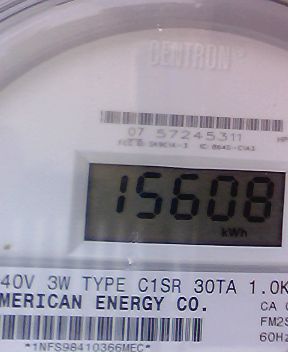 CENTRON®
07 57245311
15608
kWh
40V 3W TYPE C1SR 30TA 1.0K
MERICAN ENERGY CO. CA
FM2S
60Hz
*1NFS98410366MEC*